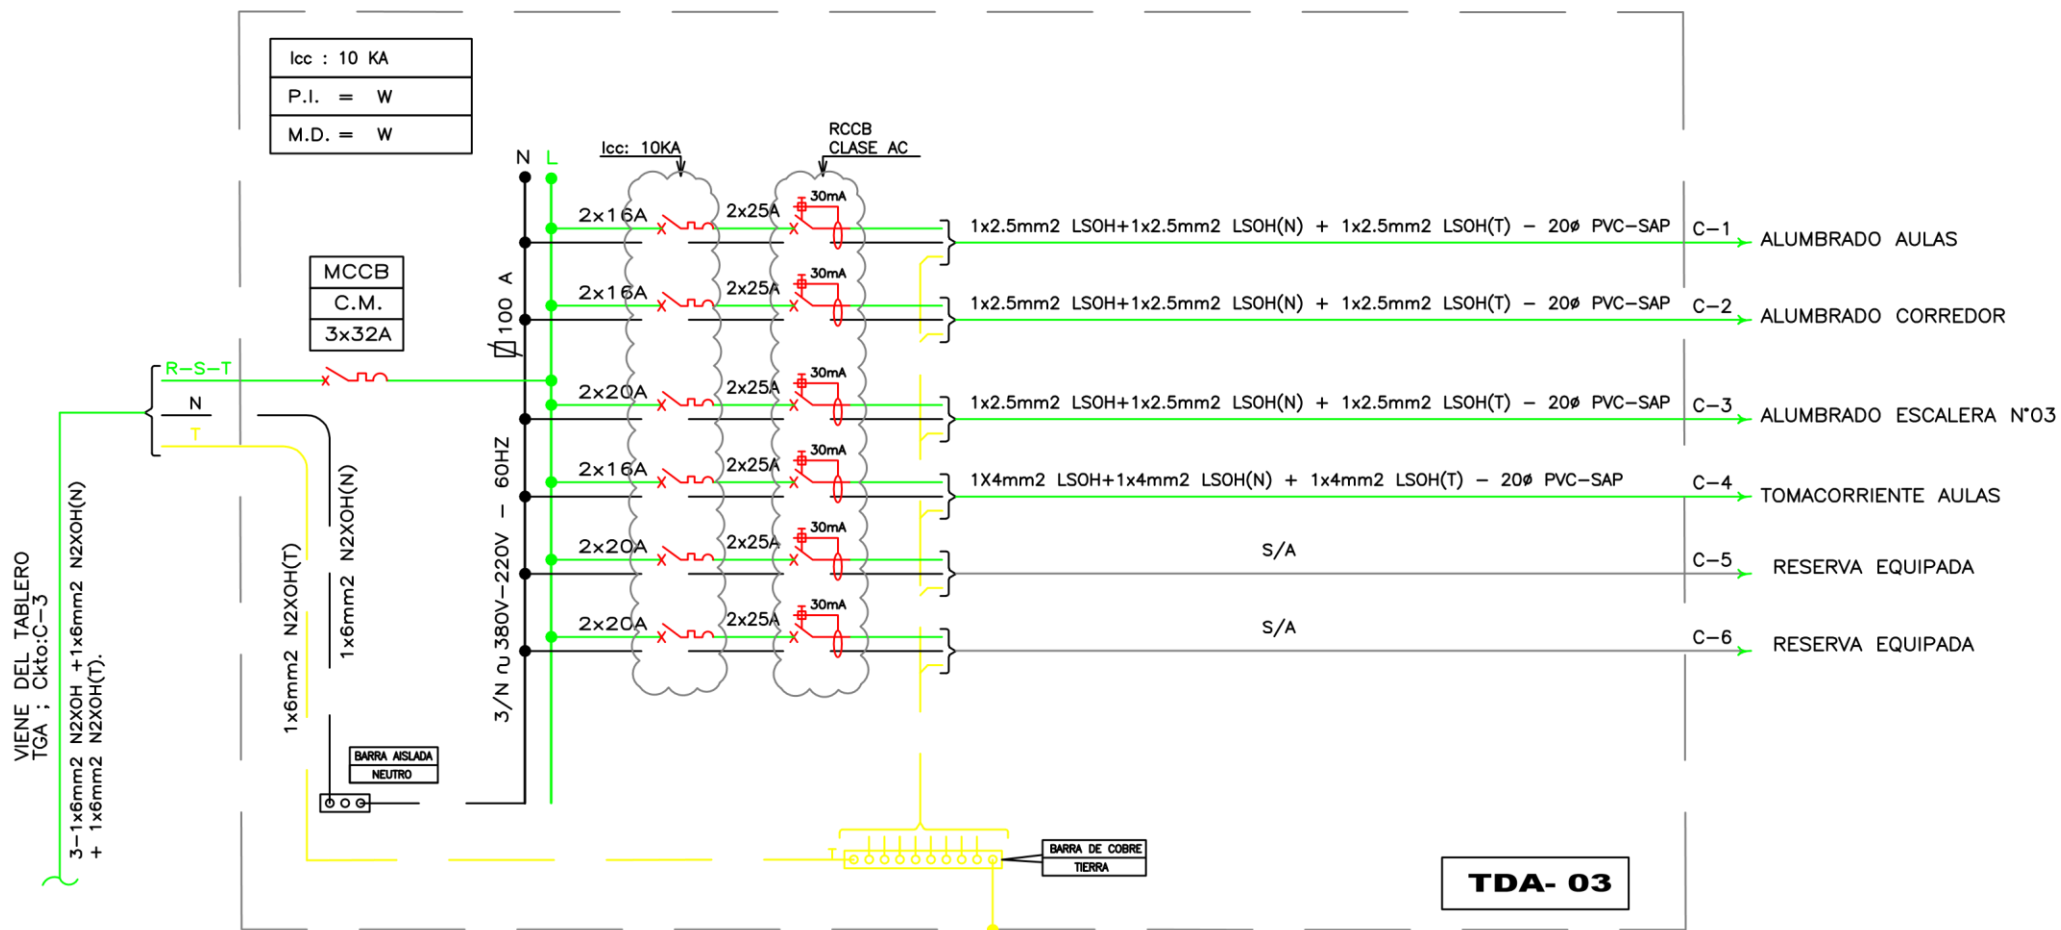 Icc : 10 KA
P.I. = W
M.D. = W
MCCB
C.M.
3x32A
R-S-T
N
T
VIENE DEL TABLERO
TGA ; Ckto:C-3
3-1x6mm2 N2XOH +1x6mm2 N2XOH(N)
+ 1x6mm2 N2XOH(T).
1x6mm2 N2XOH(T)
1x6mm2 N2XOH(N)
BARRA AISLADA
NEUTRO
N L
100 A
3/N ∿ 380V-220V - 60HZ
Icc: 10KA
RCCB
CLASE AC
2x16A 2x25A 30mA 1x2.5mm2 LSOH+1x2.5mm2 LSOH(N) + 1x2.5mm2 LSOH(T) - 20ø PVC-SAP C-1 ALUMBRADO AULAS
2x16A 2x25A 30mA 1x2.5mm2 LSOH+1x2.5mm2 LSOH(N) + 1x2.5mm2 LSOH(T) - 20ø PVC-SAP C-2 ALUMBRADO CORREDOR
2x20A 2x25A 30mA 1x2.5mm2 LSOH+1x2.5mm2 LSOH(N) + 1x2.5mm2 LSOH(T) - 20ø PVC-SAP C-3 ALUMBRADO ESCALERA N°03
2x16A 2x25A 30mA 1X4mm2 LSOH+1x4mm2 LSOH(N) + 1x4mm2 LSOH(T) - 20ø PVC-SAP C-4 TOMACORRIENTE AULAS
2x20A 2x25A 30mA S/A C-5 RESERVA EQUIPADA
2x20A 2x25A 30mA S/A C-6 RESERVA EQUIPADA
T
BARRA DE COBRE
TIERRA
TDA- 03